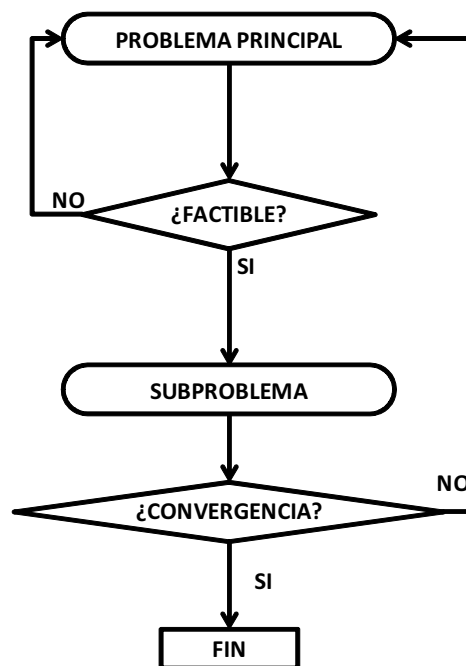 PROBLEMA PRINCIPAL
NO
¿FACTIBLE?
SI
SUBPROBLEMA
NO
¿CONVERGENCIA?
SI
FIN